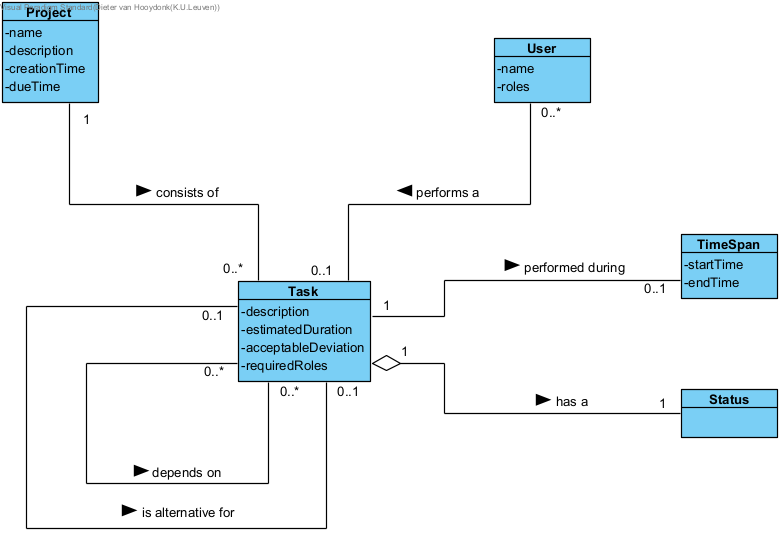 Visual Paradigm Standard(Dieter van Hooydonk(K.U.Leuven))
Project
-name
-description
-creationTime
-dueTime
1
User
-name
-roles
0..*
consists of
performs a
0..*
0..1
TimeSpan
-startTime
-endTime
performed during
0..1
1
Task
-description
-estimatedDuration
-acceptableDeviation
-requiredRoles
0..1
0..*
0..*
0..1
1
has a
1
Status
depends on
is alternative for